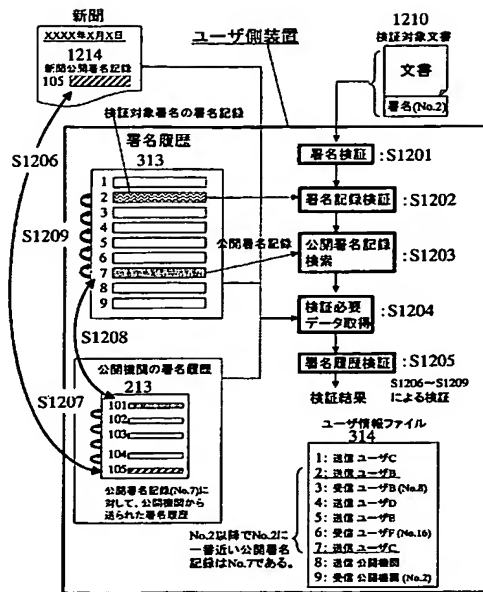 新聞
XXXX年X月X日
1214
新聞公開署名記録
105
ユーザ側装置
1210
検証対象文書
文書
署名(No.2)
検証対象署名の署名記録
署名履歴
313
1
2
3
4
5
6
7
8
9
公開署名記録
署名検証 :S1201
署名記録検証 :S1202
公開署名記録
検索 :S1203
検証必要
データ取得 :S1204
署名履歴検証 :S1205
検証結果
S1206～S1209
による検証
S1206
S1209
S1208
S1207
公開機関の署名履歴
213
101
102
103
104
105
公開署名記録(No.7)に
対して、公開機関から
送られた署名履歴
ユーザ情報ファイル
314
1: 送信 ユーザC
2: 送信 ユーザB
3: 受信 ユーザB (No.8)
4: 送信 ユーザD
5: 送信 ユーザE
6: 受信 ユーザF (No.16)
7: 送信 ユーザC
8: 送信 公開機関
9: 受信 公開機関 (No.2)
No.2以降でNo.2に
一番近い公開署名
記録はNo.7である。